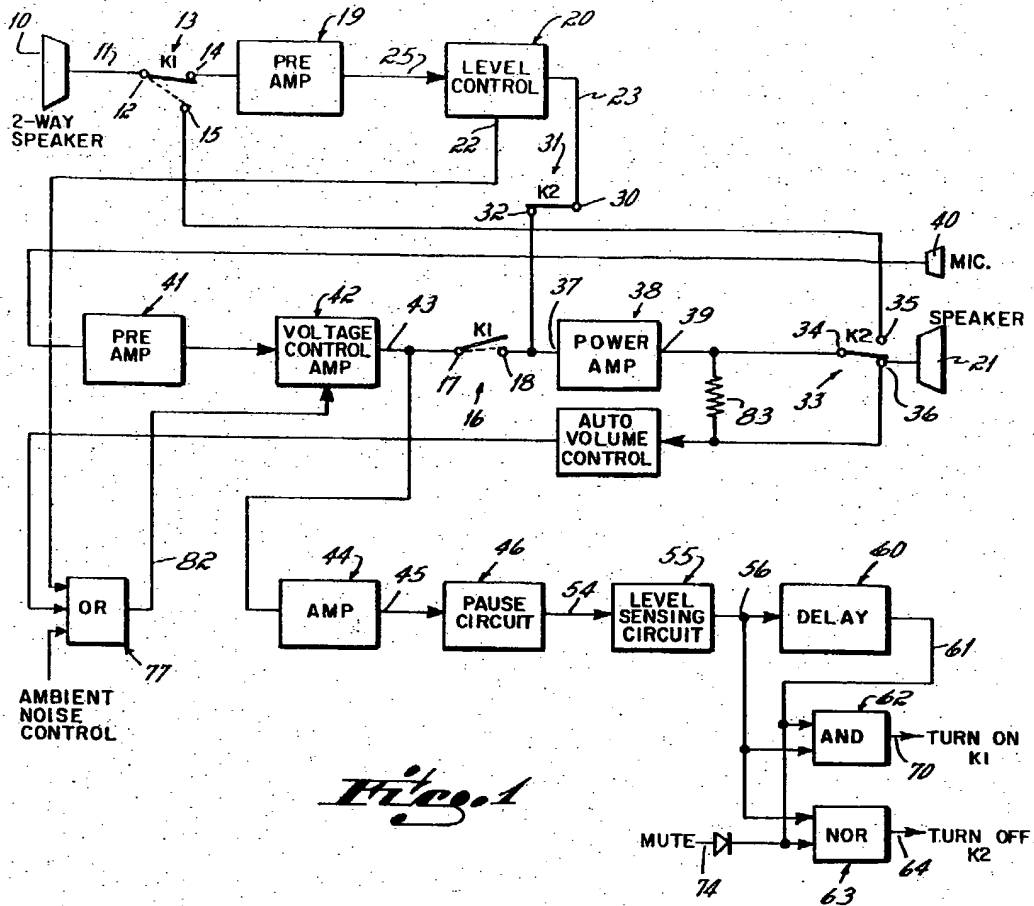 10
11
12
13
K1
14
15
19
PRE
AMP
25
20
LEVEL
CONTROL
22
23
2-WAY
SPEAKER
31
K2
32
30
40
MIC.
41
PRE
AMP
42
VOLTAGE
CONTROL
AMP
43
K1
17
16
18
37
38
POWER
AMP
39
34
K2
35
33
36
SPEAKER
21
83
AUTO
VOLUME
CONTROL
82
OR
77
AMBIENT
NOISE
CONTROL
44
AMP
45
46
PAUSE
CIRCUIT
54
55
LEVEL
SENSING
CIRCUIT
56
60
DELAY
61
62
AND
70
TURN ON
K1
MUTE
74
NOR
63
64
TURN OFF
K2
Fig. 1